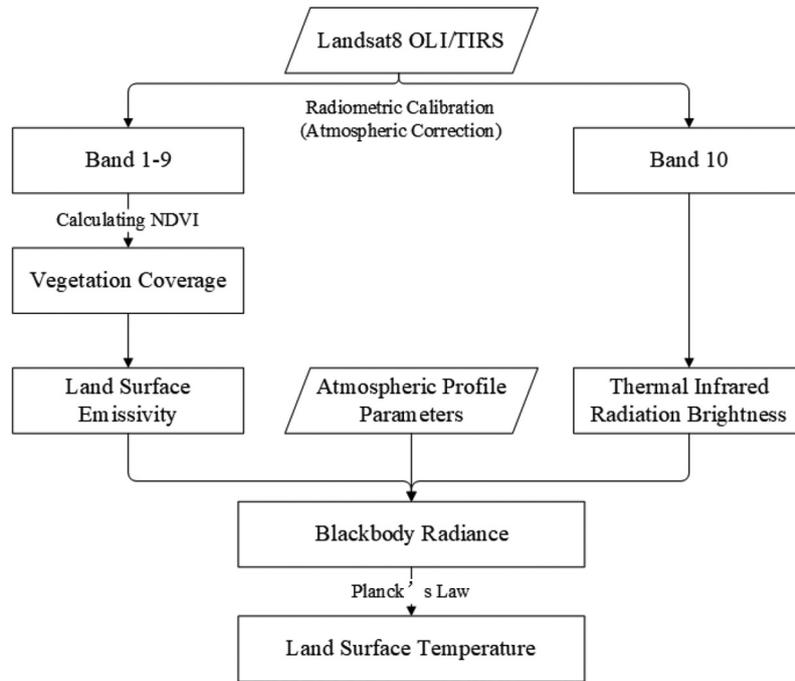 Landsat8 OLI/TIRS
Radiometric Calibration
(Atmospheric Correction)
Band 1-9
Band 10
Calculating NDVI
Vegetation Coverage
Land Surface
Emissivity
Atmospheric Profile
Parameters
Thermal Infrared
Radiation Brightness
Blackbody Radiance
Planck’s Law
Land Surface Temperature